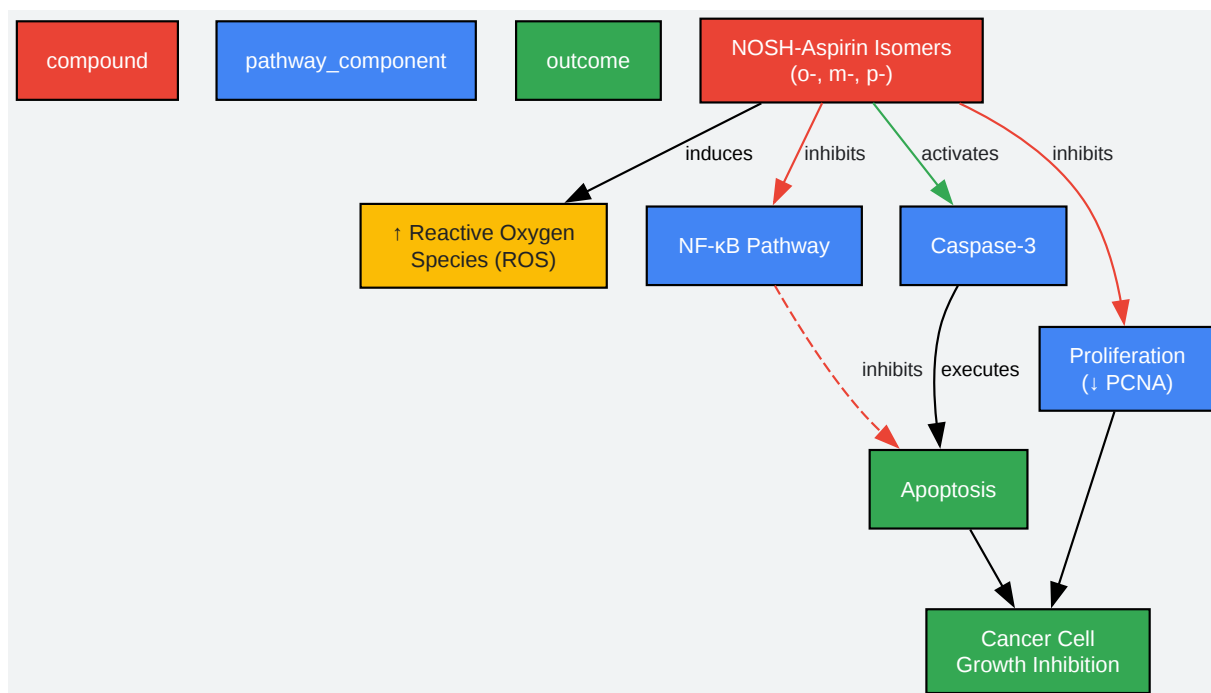 compound
pathway_component
outcome
NOSH-Aspirin Isomers
(o-, m-, p-)
induces
inhibits
activates
inhibits
↑ Reactive Oxygen
Species (ROS)
NF-κB Pathway
Caspase-3
Proliferation
(↓ PCNA)
inhibits
executes
Apoptosis
Cancer Cell
Growth Inhibition